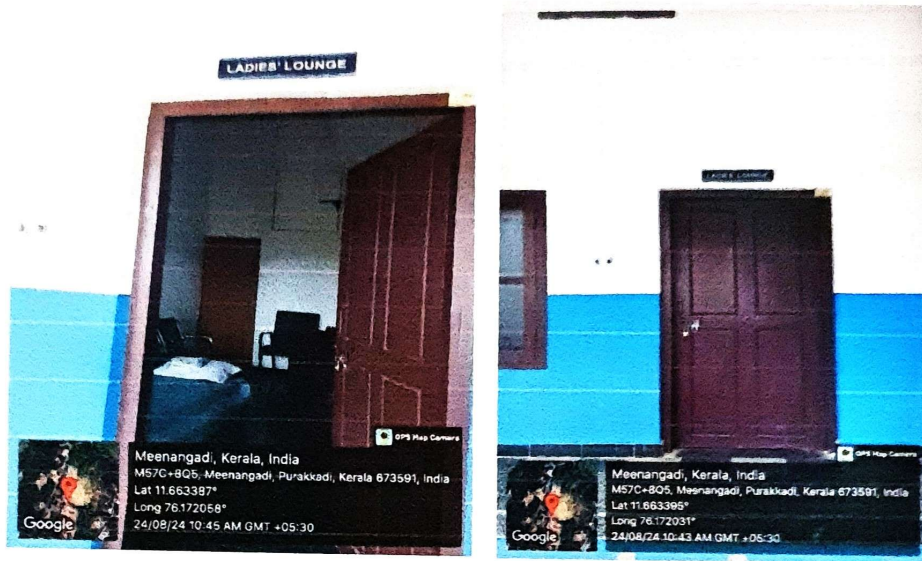 LADIES' LOUNGE
GPS Map Camera
Meenangadi, Kerala, India
M57C+8Q5, Meenangadi, Purakkadi, Kerala 673591, India
Lat 11.663387°
Long 76.172058°
24/08/24 10:45 AM GMT +05:30
Google
LADIES' LOUNGE
GPS Map Camera
Meenangadi, Kerala, India
M57C+8Q5, Meenangadi, Purakkadi, Kerala 673591, India
Lat 11.663395°
Long 76.172031°
24/08/24 10:43 AM GMT +05:30
Google